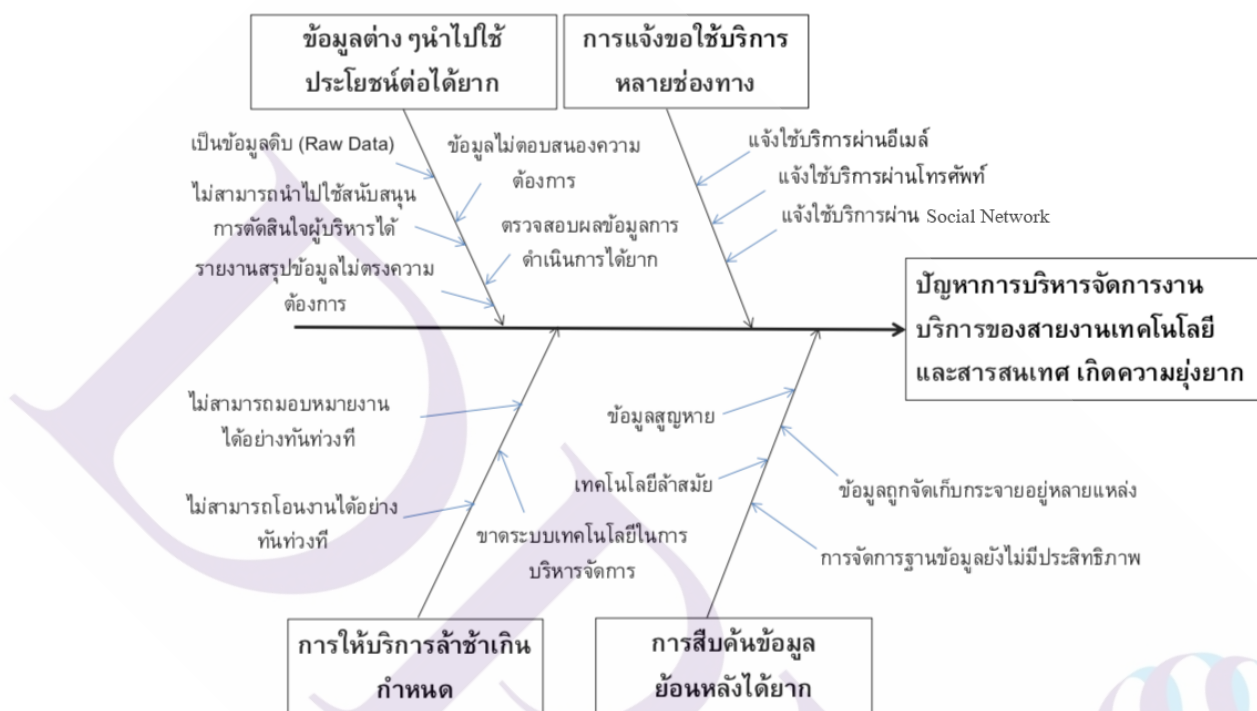 ข้อมูลต่าง ๆนำไปใช้
ประโยชน์ต่อได้ยาก
การแจ้งขอใช้บริการ
หลายช่องทาง
เป็นข้อมูลดิบ (Raw Data)
ไม่สามารถนำไปใช้สนับสนุน
การตัดสินใจผู้บริหารได้
รายงานสรุปข้อมูลไม่ตรงความ
ต้องการ
ข้อมูลไม่ตอบสนองความ
ต้องการ
ตรวจสอบผลข้อมูลการ
ดำเนินการได้ยาก
แจ้งใช้บริการผ่านอีเมล์
แจ้งใช้บริการผ่านโทรศัพท์
แจ้งใช้บริการผ่าน Social Network
ปัญหาการบริหารจัดการงาน
บริการของสายงานเทคโนโลยี
และสารสนเทศ เกิดความยุ่งยาก
ไม่สามารถมอบหมายงาน
ได้อย่างทันท่วงที
ไม่สามารถโอนงานได้อย่าง
ทันท่วงที
ขาดระบบเทคโนโลยีในการ
บริหารจัดการ
ข้อมูลสูญหาย
เทคโนโลยีล้าสมัย
ข้อมูลถูกจัดเก็บกระจายอยู่หลายแหล่ง
การจัดการฐานข้อมูลยังไม่มีประสิทธิภาพ
การให้บริการล้าช้าเกิน
กำหนด
การสืบค้นข้อมูล
ย้อนหลังได้ยาก